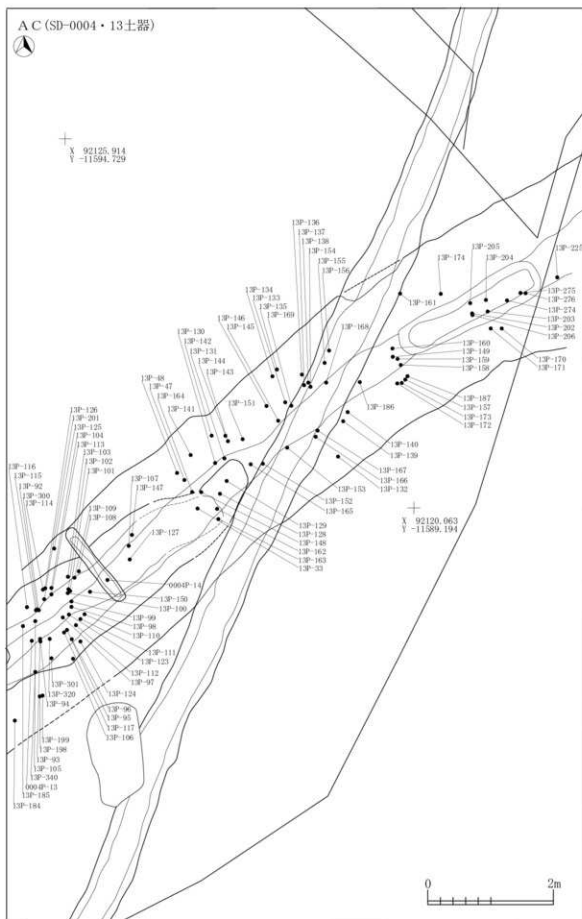 AC(SD-0004・13土器)
X 92125.914
Y -11594.729
13P-136
13P-137
13P-138
13P-154
13P-155
13P-156
13P-134
13P-133
13P-135
13P-169
13P-146
13P-145
13P-168
13P-130
13P-142
13P-131
13P-144
13P-143
13P-151
13P-48
13P-47
13P-164
13P-141
13P-205
13P-204
13P-174
13P-161
13P-225
13P-275
13P-276
13P-274
13P-203
13P-202
13P-206
13P-170
13P-171
13P-160
13P-149
13P-159
13P-158
13P-187
13P-157
13P-173
13P-172
13P-186
13P-140
13P-139
13P-167
13P-166
13P-132
13P-153
13P-152
13P-165
X 92120.063
Y -11589.194
13P-126
13P-201
13P-125
13P-104
13P-113
13P-103
13P-102
13P-101
13P-116
13P-115
13P-92
13P-300
13P-114
13P-109
13P-108
13P-107
13P-147
13P-127
13P-129
13P-128
13P-148
13P-162
13P-163
13P-33
0004P-14
13P-150
13P-100
13P-99
13P-98
13P-110
13P-111
13P-123
13P-112
13P-97
13P-301
13P-320
13P-94
13P-124
13P-96
13P-95
13P-117
13P-106
13P-199
13P-198
13P-93
13P-105
13P-340
0004P-13
13P-185
13P-184
0 2m